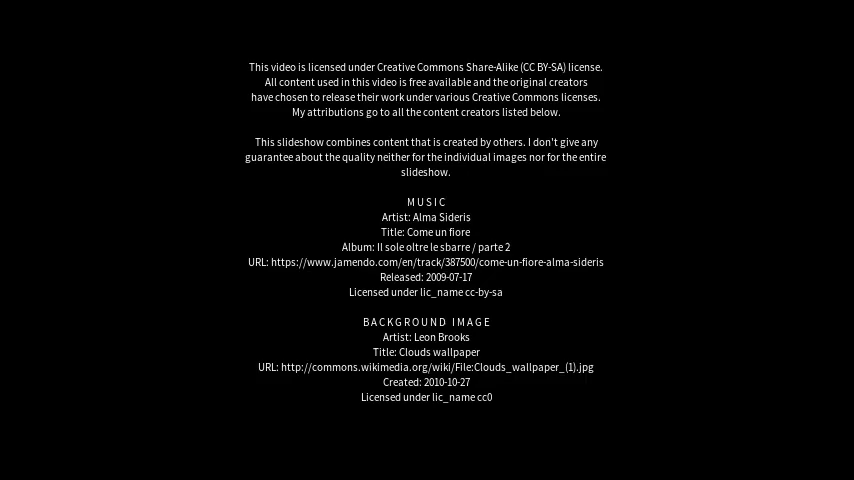 This video is licensed under Creative Commons Share-Alike (CC BY-SA) license.
All content used in this video is free available and the original creators
have chosen to release their work under various Creative Commons licenses.
My attributions go to all the content creators listed below.
This slideshow combines content that is created by others. I don't give any
guarantee about the quality neither for the individual images nor for the entire
slideshow.
MUSIC
Artist: Alma Sideris
Title: Come un fiore
Album: Il sole oltre le sbarre / parte 2
URL: https://www.jamendo.com/en/track/387500/come-un-fiore-alma-sideris
Released: 2009-07-17
Licensed under lic_name cc-by-sa
BACKGROUND IMAGE
Artist: Leon Brooks
Title: Clouds wallpaper
URL: http://commons.wikimedia.org/wiki/File:Clouds_wallpaper_(1).jpg
Created: 2010-10-27
Licensed under lic_name cc0